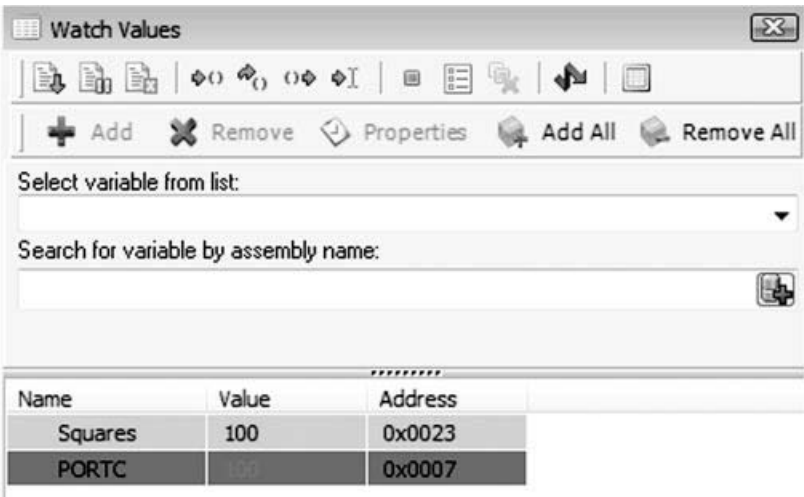 Watch Values
Add Remove Properties Add All Remove All
Select variable from list:
Search for variable by assembly name:
Name Value Address
Squares 100 0x0023
PORTC 100 0x0007